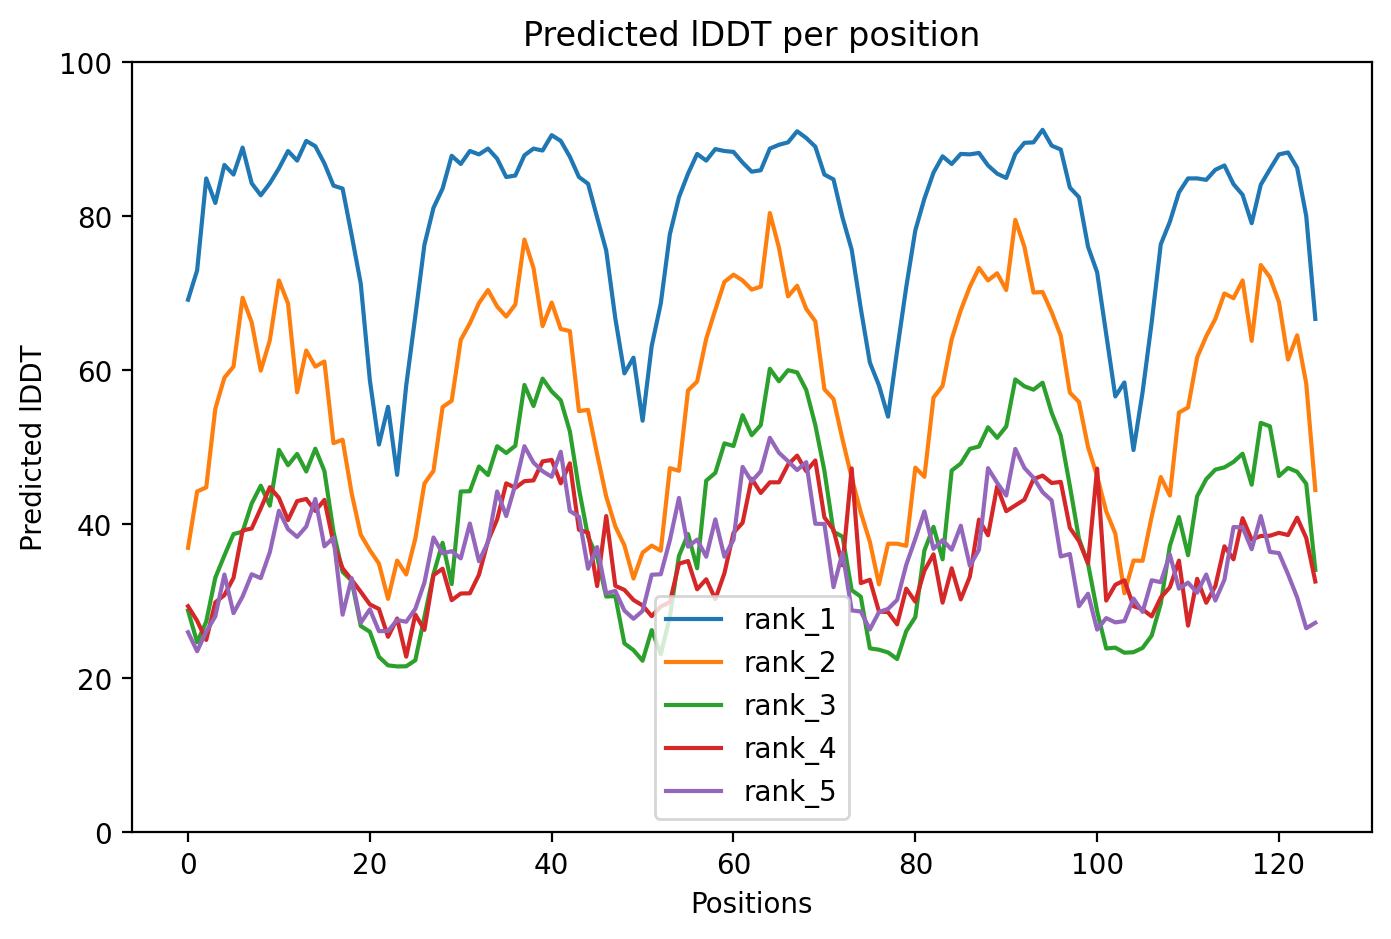 Predicted lDDT per position
Predicted lDDT
100
80
60
40
20
0
rank_1
rank_2
rank_3
rank_4
rank_5
0 20 40 60 80 100 120
Positions